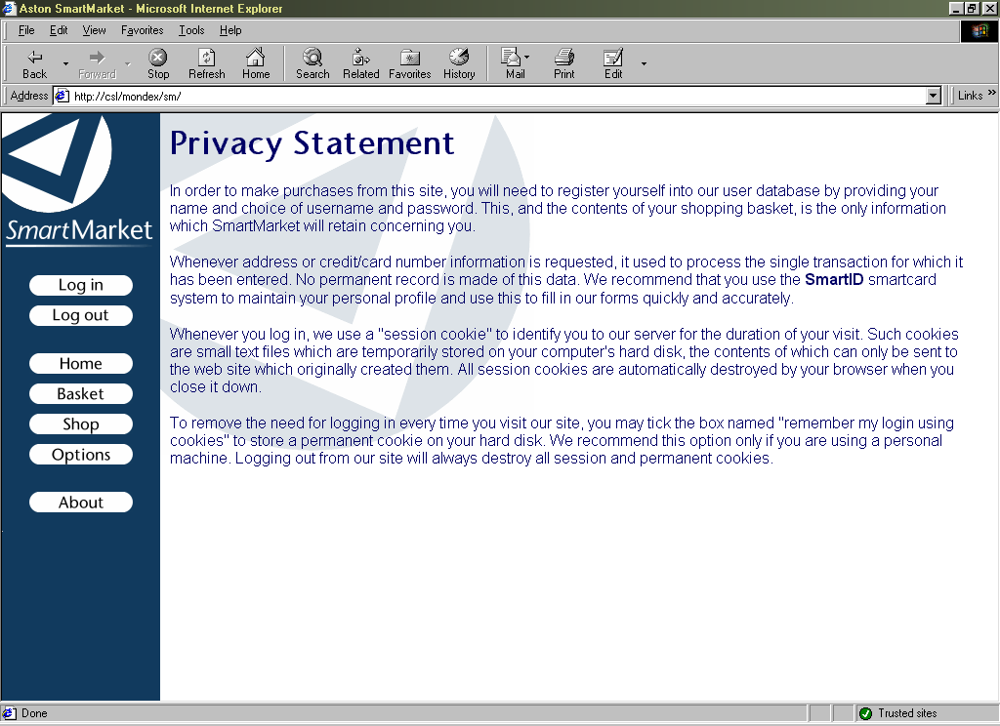 Aston SmartMarket - Microsoft Internet Explorer
File Edit View Favorites Tools Help
Back Forward Stop Refresh Home Search Related Favorites History Mail Print Edit
Address http://csl/mondex/sm/ Links »
SmartMarket
Log in
Log out
Home
Basket
Shop
Options
About
Privacy Statement
In order to make purchases from this site, you will need to register yourself into our user database by providing your
name and choice of username and password. This, and the contents of your shopping basket, is the only information
which SmartMarket will retain concerning you.
Whenever address or credit/card number information is requested, it used to process the single transaction for which it
has been entered. No permanent record is made of this data. We recommend that you use the SmartID smartcard
system to maintain your personal profile and use this to fill in our forms quickly and accurately.
Whenever you log in, we use a "session cookie" to identify you to our server for the duration of your visit. Such cookies
are small text files which are temporarily stored on your computer's hard disk, the contents of which can only be sent to
the web site which originally created them. All session cookies are automatically destroyed by your browser when you
close it down.
To remove the need for logging in every time you visit our site, you may tick the box named "remember my login using
cookies" to store a permanent cookie on your hard disk. We recommend this option only if you are using a personal
machine. Logging out from our site will always destroy all session and permanent cookies.
Done Trusted sites